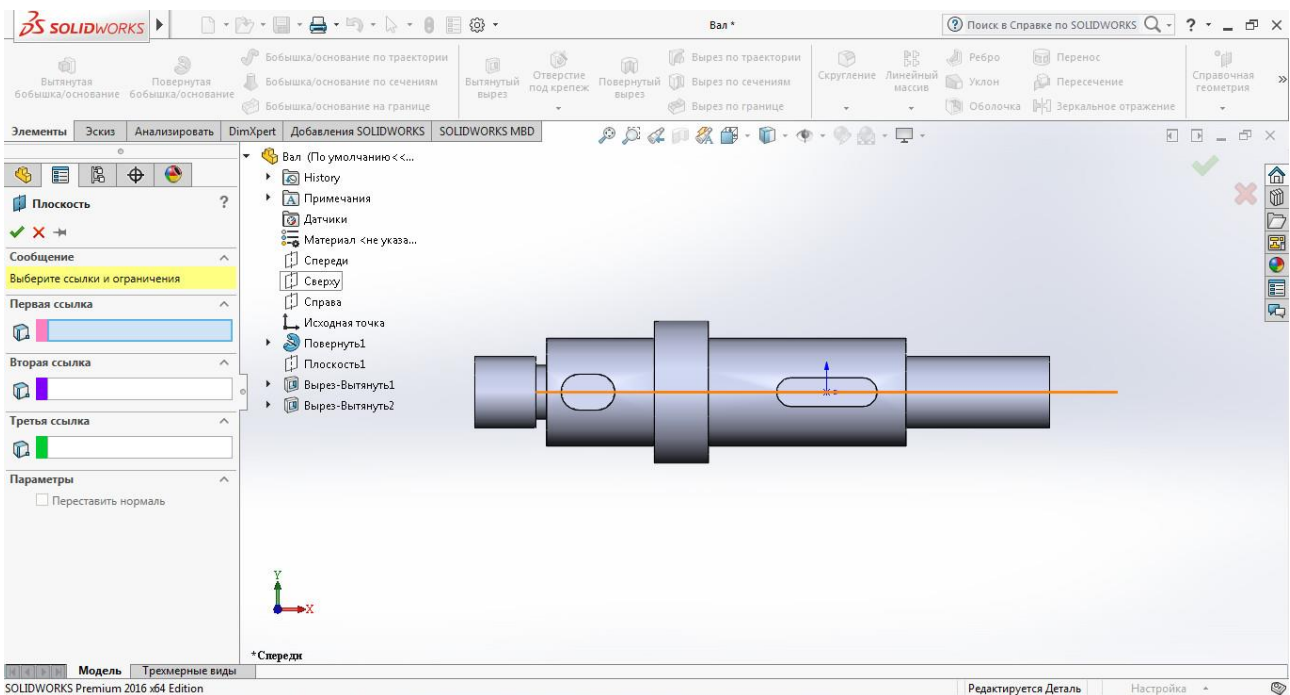 SOLIDWORKS
Вал *
Поиск в Справке по SOLIDWORKS
?
Вытянутая бобышка/основание
Повернутая бобышка/основание
Бобышка/основание по траектории
Бобышка/основание по сечениям
Бобышка/основание на границе
Вытянутый вырез
Отверстие под крепеж
Повернутый вырез
Вырез по траектории
Вырез по сечениям
Вырез по границе
Скругление
Линейный массив
Ребро
Уклон
Оболочка
Перенос
Пересечение
Зеркальное отражение
Справочная геометрия
Элементы
Эскиз
Анализировать
DimXpert
Добавления SOLIDWORKS
SOLIDWORKS MBD
Плоскость
?
Сообщение
Выберите ссылки и ограничения
Первая ссылка
Вторая ссылка
Третья ссылка
Параметры
Переставить нормаль
Вал (По умолчанию<<...
History
Примечания
Датчики
Материал <не указа...
Спереди
Сверху
Справа
Исходная точка
Повернуть1
Плоскость1
Вырез-Вытянуть1
Вырез-Вытянуть2
Y
X
*Спереди
Модель
Трехмерные виды
SOLIDWORKS Premium 2016 x64 Edition
Редактируется Деталь
Настройка